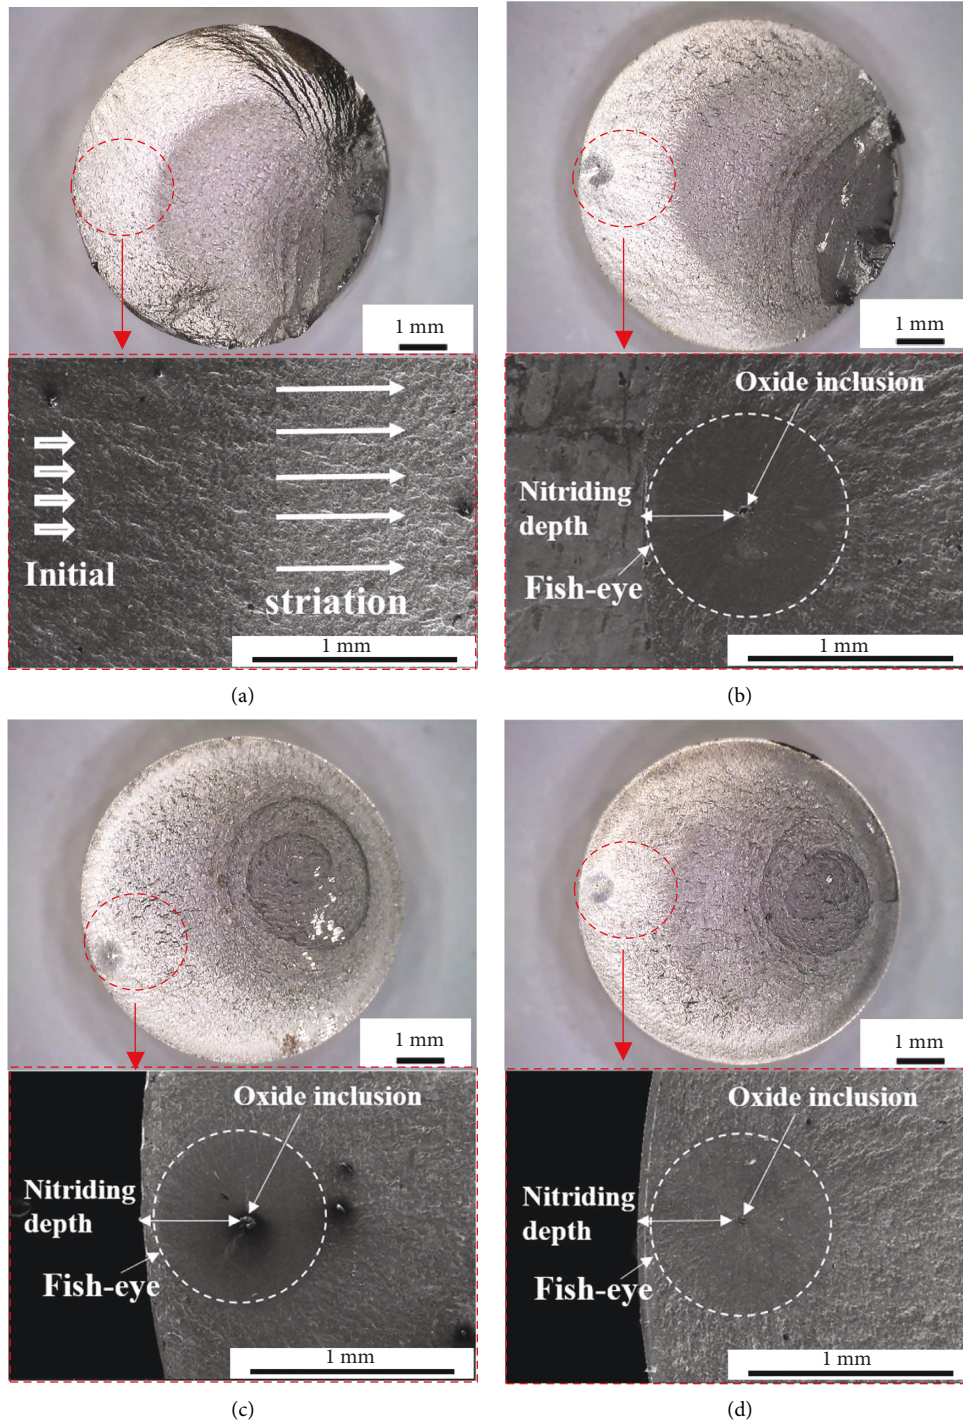 1 mm
Initial
striation
1 mm
(a)
1 mm
Oxide inclusion
Nitriding
depth
Fish-eye
1 mm
(b)
1 mm
Oxide inclusion
Nitriding
depth
Fish-eye
1 mm
(c)
1 mm
Oxide inclusion
Nitriding
depth
Fish-eye
1 mm
(d)